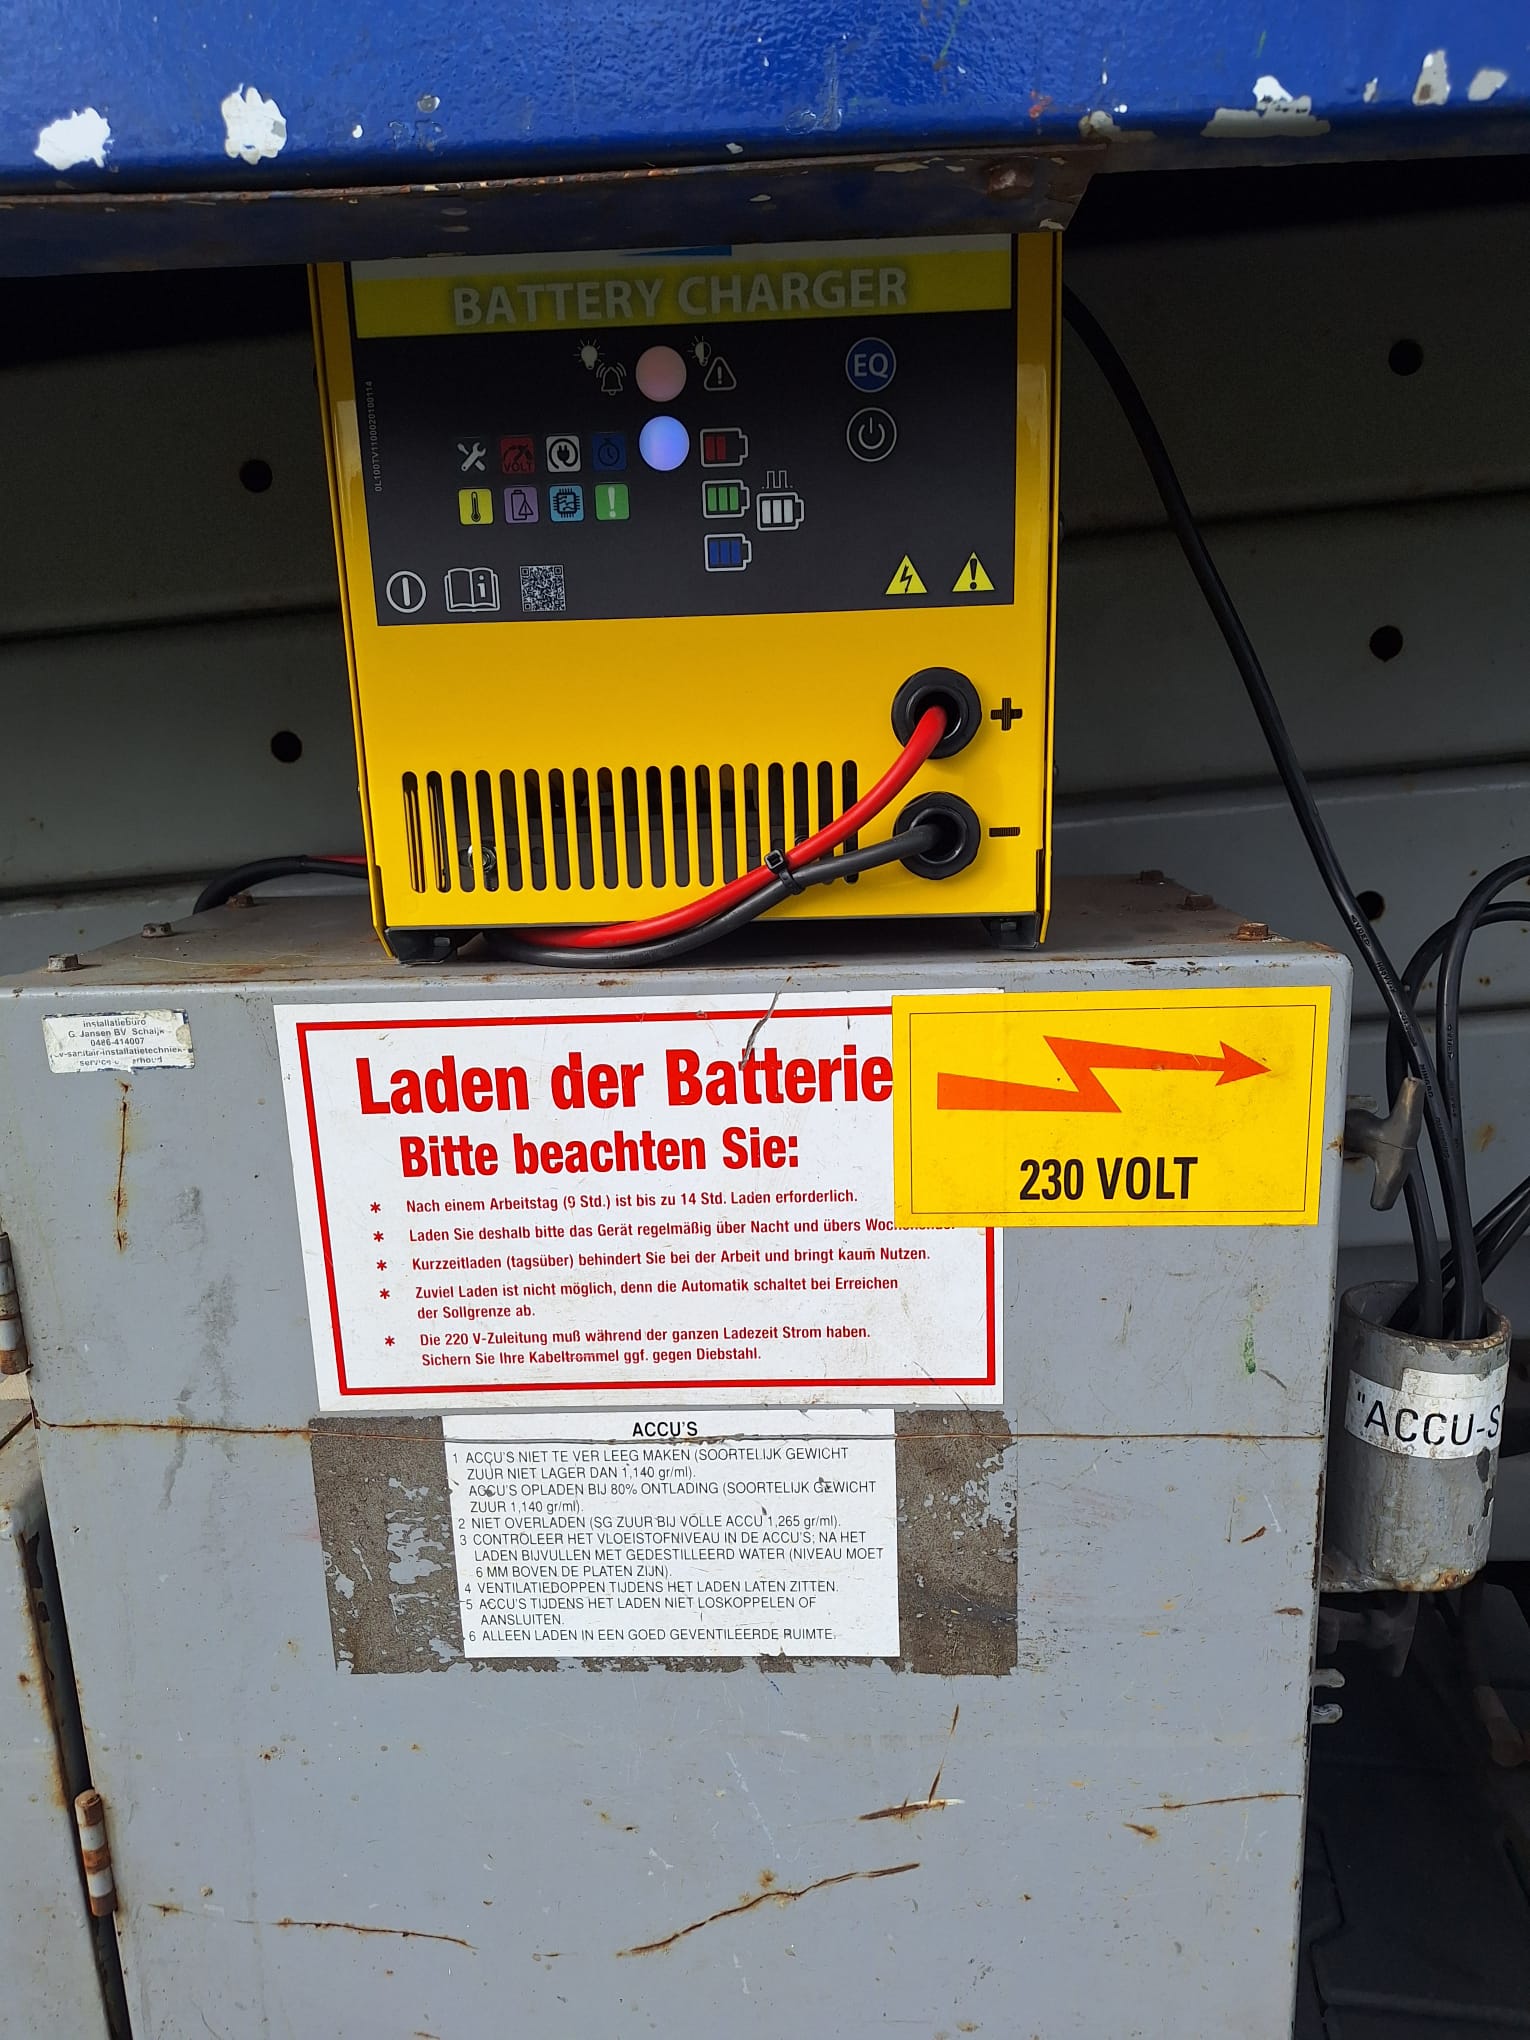 BATTERY CHARGER
EQ
VOLT
0L100TV1100020100114
+
-
installatiebüro
G. Jansen BV Schaijk
0486-414007
Laden der Batterie
Bitte beachten Sie:
* Nach einem Arbeitstag (9 Std.) ist bis zu 14 Std. Laden erforderlich.
* Laden Sie deshalb bitte das Gerät regelmäßig über Nacht und übers
* Kurzzeitladen (tagsüber) behindert Sie bei der Arbeit und bringt kaum Nutzen.
* Zuviel Laden ist nicht möglich, denn die Automatik schaltet bei Erreichen
der Sollgrenze ab.
* Die 220 V-Zuleitung muß während der ganzen Ladezeit Strom haben.
Sichern Sie Ihre Kabeltrommel ggf. gegen Diebstahl.
230 VOLT
"ACCU-S
ACCU'S
1 ACCU'S NIET TE VER LEEG MAKEN (SOORTELIJK GEWICHT
ZUUR NIET LAGER DAN 1,140 gr/ml).
ACCU'S OPLADEN BIJ 80% ONTLADING (SOORTELIJK GEWICHT
ZUUR 1,140 gr/ml).
2 NIET OVERLADEN (SG ZUUR BIJ VOLLE ACCU 1,265 gr/ml).
3 CONTROLEER HET VLOEISTOFNIVEAU IN DE ACCU'S; NA HET
LADEN BIJVULLEN MET GEDESTILLEERD WATER (NIVEAU MOET
6 MM BOVEN DE PLATEN ZIJN).
4 VENTILATIEDOPPEN TIJDENS HET LADEN LATEN ZITTEN.
5 ACCU'S TIJDENS HET LADEN NIET LOSKOPPELEN OF
AANSLUITEN.
6 ALLEEN LADEN IN EEN GOED GEVENTILEERDE RUIMTE.